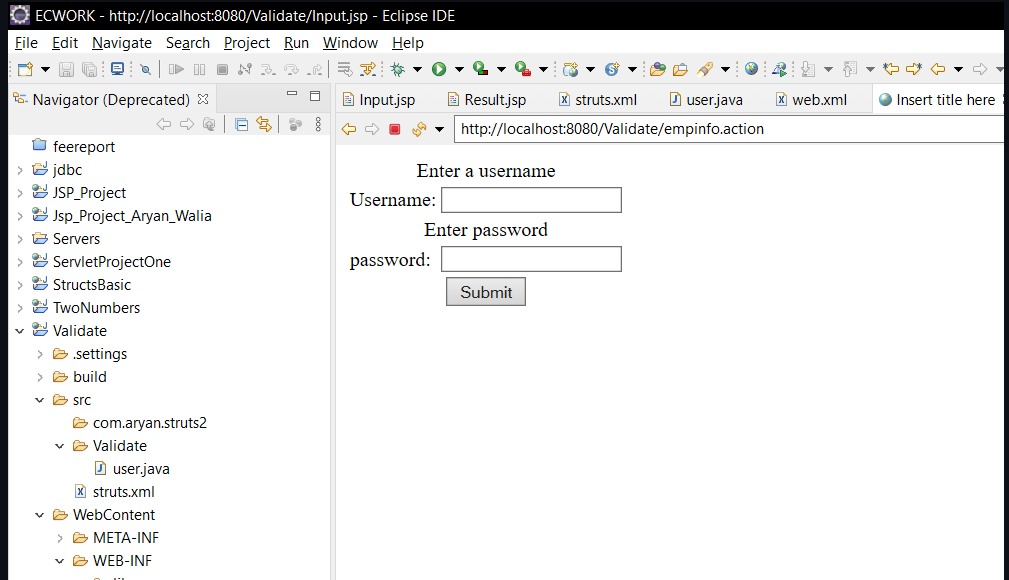 ECWORK - http://localhost:8080/Validate/Input.jsp - Eclipse IDE
File Edit Navigate Search Project Run Window Help
Navigator (Deprecated)
Input.jsp Result.jsp struts.xml user.java web.xml Insert title here
http://localhost:8080/Validate/empinfo.action
feereport
jdbc
JSP_Project
Jsp_Project_Aryan_Walia
Servers
ServletProjectOne
StructsBasic
TwoNumbers
Validate
.settings
build
src
com.aryan.struts2
Validate
user.java
struts.xml
WebContent
META-INF
WEB-INF
Enter a username
Username:
Enter password
password:
Submit